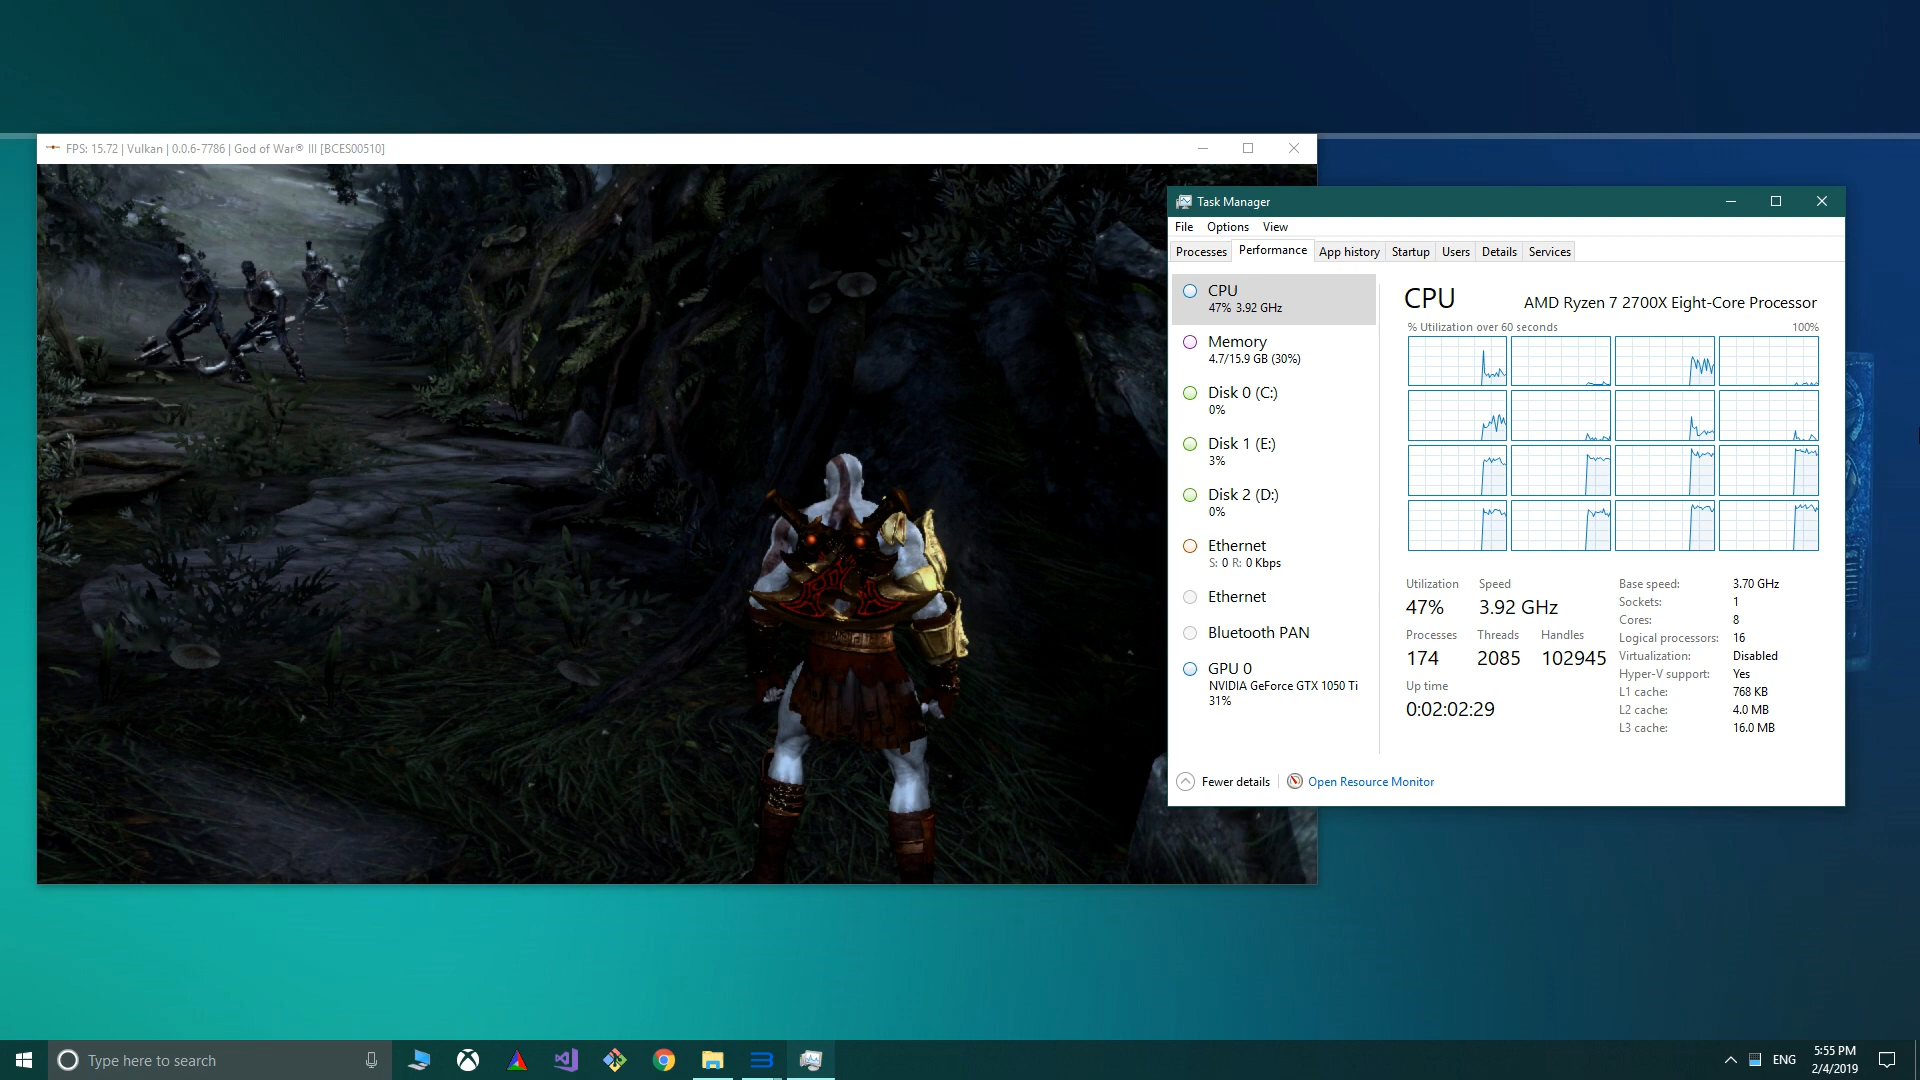 FPS: 15.72 | Vulkan | 0.0.6-7786 | God of War® III [BCES00510]
Task Manager
File Options View
Processes Performance App history Startup Users Details Services
CPU
47% 3.92 GHz
Memory
4.7/15.9 GB (30%)
Disk 0 (C:)
0%
Disk 1 (E:)
3%
Disk 2 (D:)
0%
Ethernet
S: 0 R: 0 Kbps
Ethernet
Bluetooth PAN
GPU 0
NVIDIA GeForce GTX 1050 Ti
31%
CPU AMD Ryzen 7 2700X Eight-Core Processor
% Utilization over 60 seconds 100%
Utilization Speed
47% 3.92 GHz
Processes Threads Handles
174 2085 102945
Up time
0:02:02:29
Base speed: 3.70 GHz
Sockets: 1
Cores: 8
Logical processors: 16
Virtualization: Disabled
Hyper-V support: Yes
L1 cache: 768 KB
L2 cache: 4.0 MB
L3 cache: 16.0 MB
Fewer details Open Resource Monitor
Type here to search
ENG
5:55 PM
2/4/2019